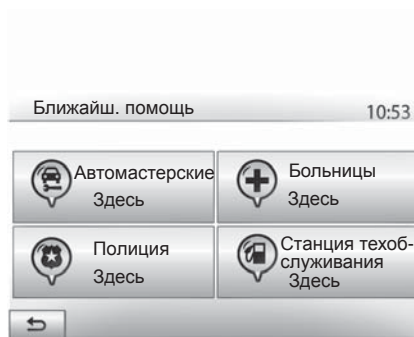 Ближайш. помощь 10:53
Автомастерские
Здесь
Больницы
Здесь
Полиция
Здесь
Станция техоб-
служивания
Здесь